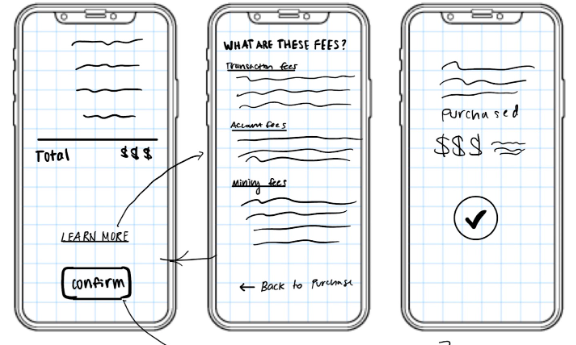 Total $$$
LEARN MORE
confirm
WHAT ARE THESE FEES?
Transaction fees
Account fees
Mining fees
← Back to Purchase
Purchased
$$$